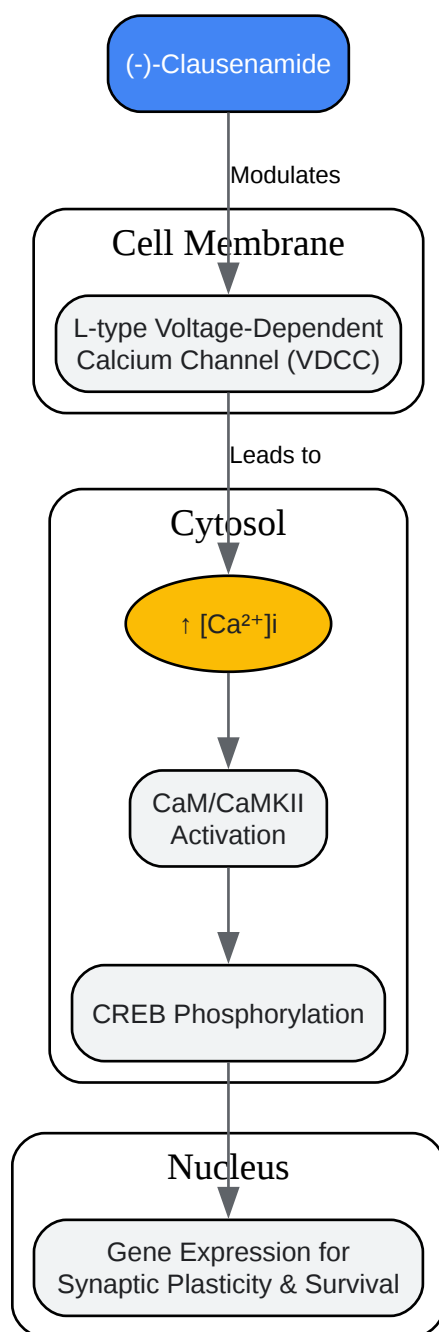 (-)-Clausenamide
Modulates
Cell Membrane
L-type Voltage-Dependent
Calcium Channel (VDCC)
Leads to
Cytosol
↑ [Ca²⁺]i
CaM/CaMKII
Activation
CREB Phosphorylation
Nucleus
Gene Expression for
Synaptic Plasticity & Survival